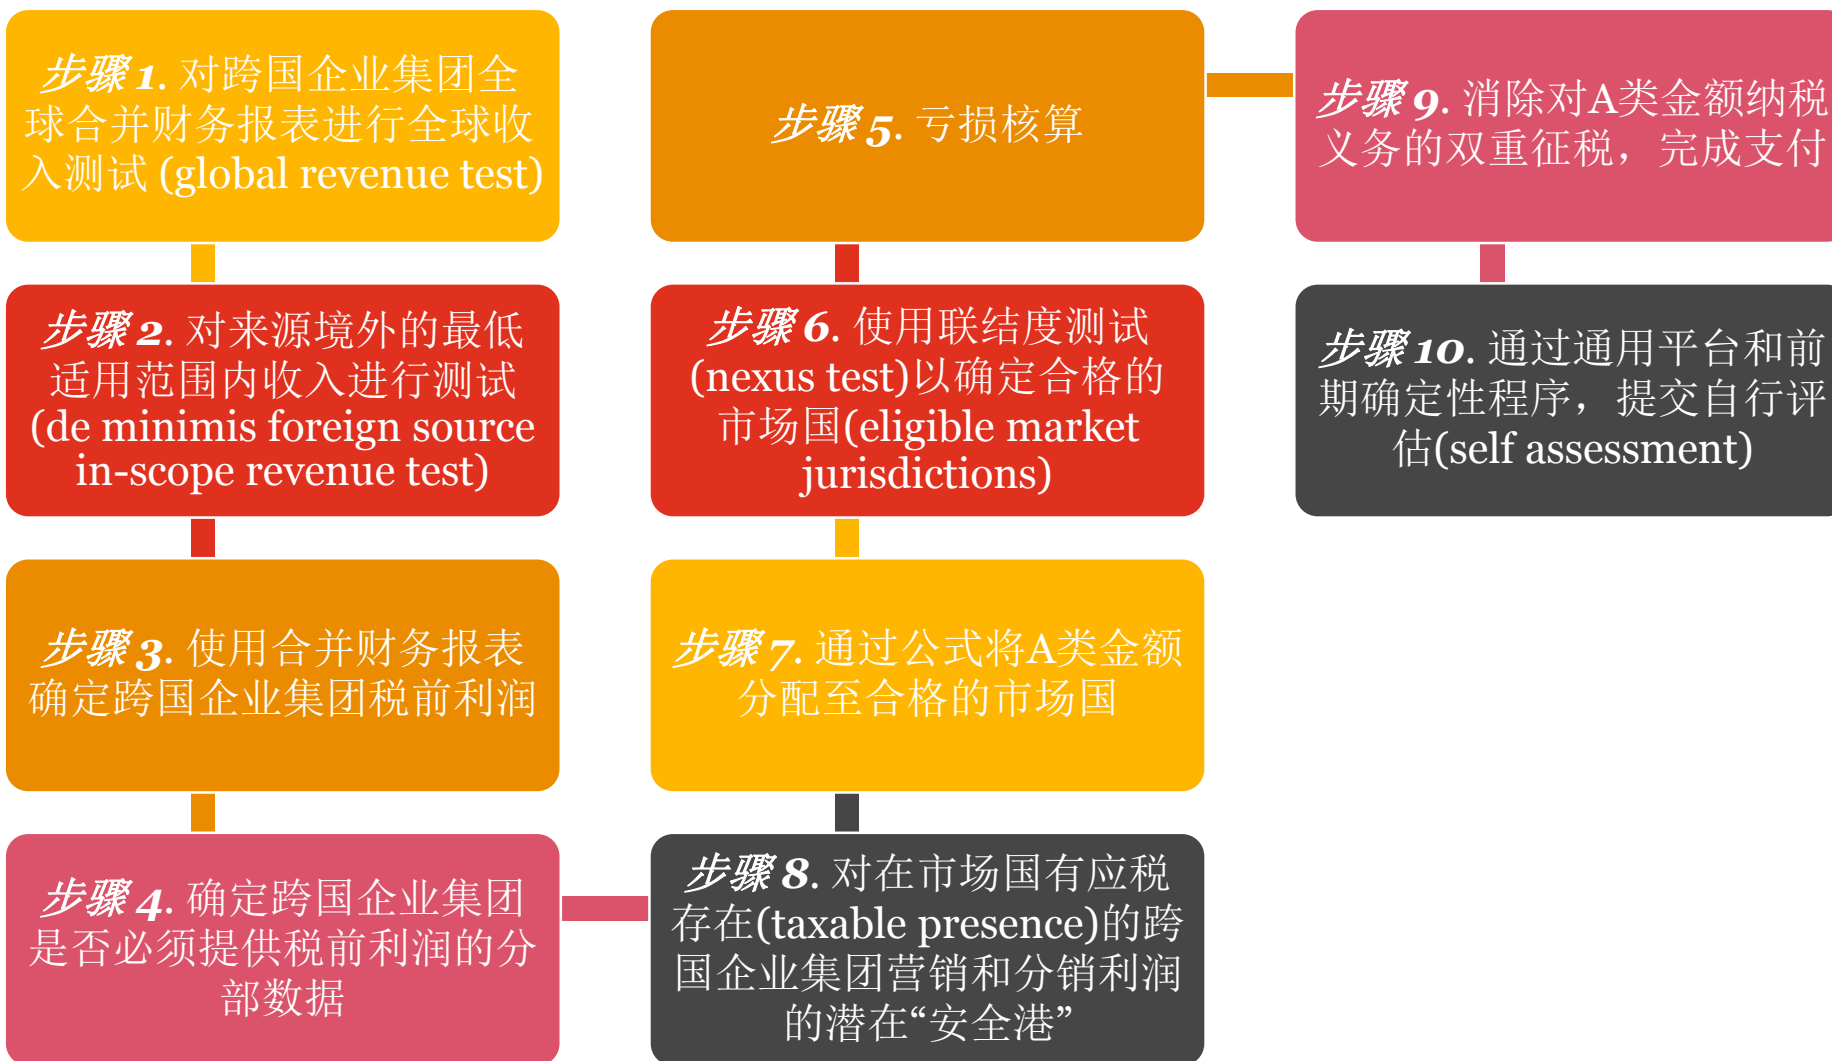 步骤 1. 对跨国企业集团全
球合并财务报表进行全球收
入测试 (global revenue test)
步骤 2. 对来源境外的最低
适用范围内收入进行测试
(de minimis foreign source
in-scope revenue test)
步骤 3. 使用合并财务报表
确定跨国企业集团税前利润
步骤 4. 确定跨国企业集团
是否必须提供税前利润的分
部数据
步骤 5. 亏损核算
步骤 6. 使用联结度测试
(nexus test)以确定合格的
市场国(eligible market
jurisdictions)
步骤 7. 通过公式将A类金额
分配至合格的市场国
步骤 8. 对在市场国有应税
存在(taxable presence)的跨
国企业集团营销和分销利润
的潜在“安全港”
步骤 9. 消除对A类金额纳税
义务的双重征税，完成支付
步骤 10. 通过通用平台和前
期确定性程序，提交自行评
估(self assessment)